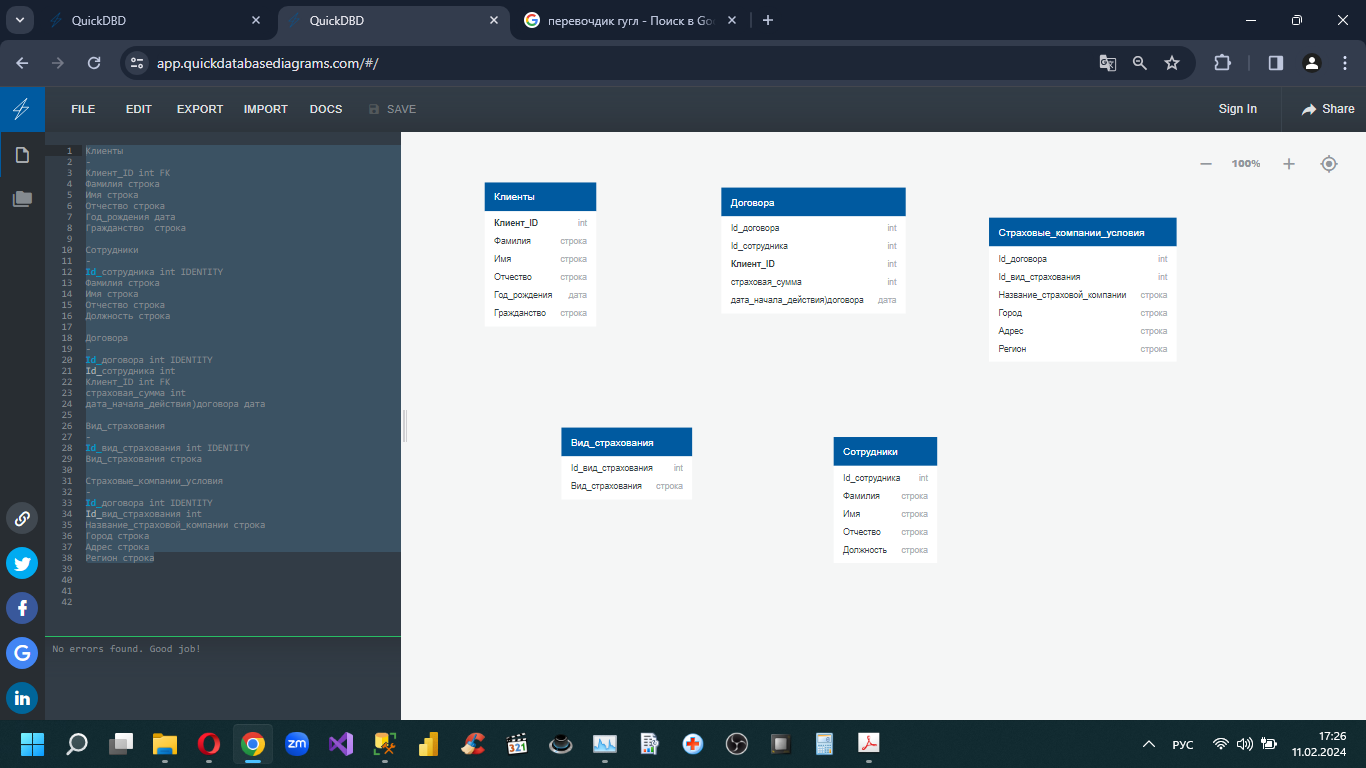 QuickDBD
QuickDBD
перевочдик гугл - Поиск в Go
app.quickdatabasediagrams.com/#/
FILE EDIT EXPORT IMPORT DOCS SAVE Sign In Share
1 Клиенты
2 -
3 Клиент_ID int FK
4 Фамилия строка
5 Имя строка
6 Отчество строка
7 Год_рождения дата
8 Гражданство  строка
9
10 Сотрудники
11 -
12 Id_сотрудника int IDENTITY
13 Фамилия строка
14 Имя строка
15 Отчество строка
16 Должность строка
17
18 Договора
19 -
20 Id_договора int IDENTITY
21 Id_сотрудника int
22 Клиент_ID int FK
23 страховая_сумма int
24 дата_начала_действия)договора дата
25
26 Вид_страхования
27 -
28 Id_вид_страхования int IDENTITY
29 Вид_страхования строка
30
31 Страховые_компании_условия
32 -
33 Id_договора int IDENTITY
34 Id_вид_страхования int
35 Название_страховой_компании строка
36 Город строка
37 Адрес строка
38 Регион строка
39
40
41
42
No errors found. Good job!
100%
Клиенты
Клиент_ID int
Фамилия строка
Имя строка
Отчество строка
Год_рождения дата
Гражданство строка
Договора
Id_договора int
Id_сотрудника int
Клиент_ID int
страховая_сумма int
дата_начала_действия)договора дата
Страховые_компании_условия
Id_договора int
Id_вид_страхования int
Название_страховой_компании строка
Город строка
Адрес строка
Регион строка
Вид_страхования
Id_вид_страхования int
Вид_страхования строка
Сотрудники
Id_сотрудника int
Фамилия строка
Имя строка
Отчество строка
Должность строка
zm
321
РУС
17:26
11.02.2024